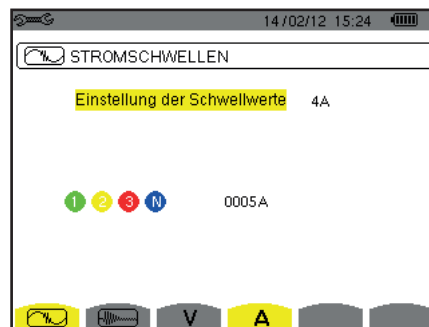 14/02/12 15:24
STROMSCHWELLEN
Einstellung der Schwellwerte 4A
1 2 3 N 0005A
V A